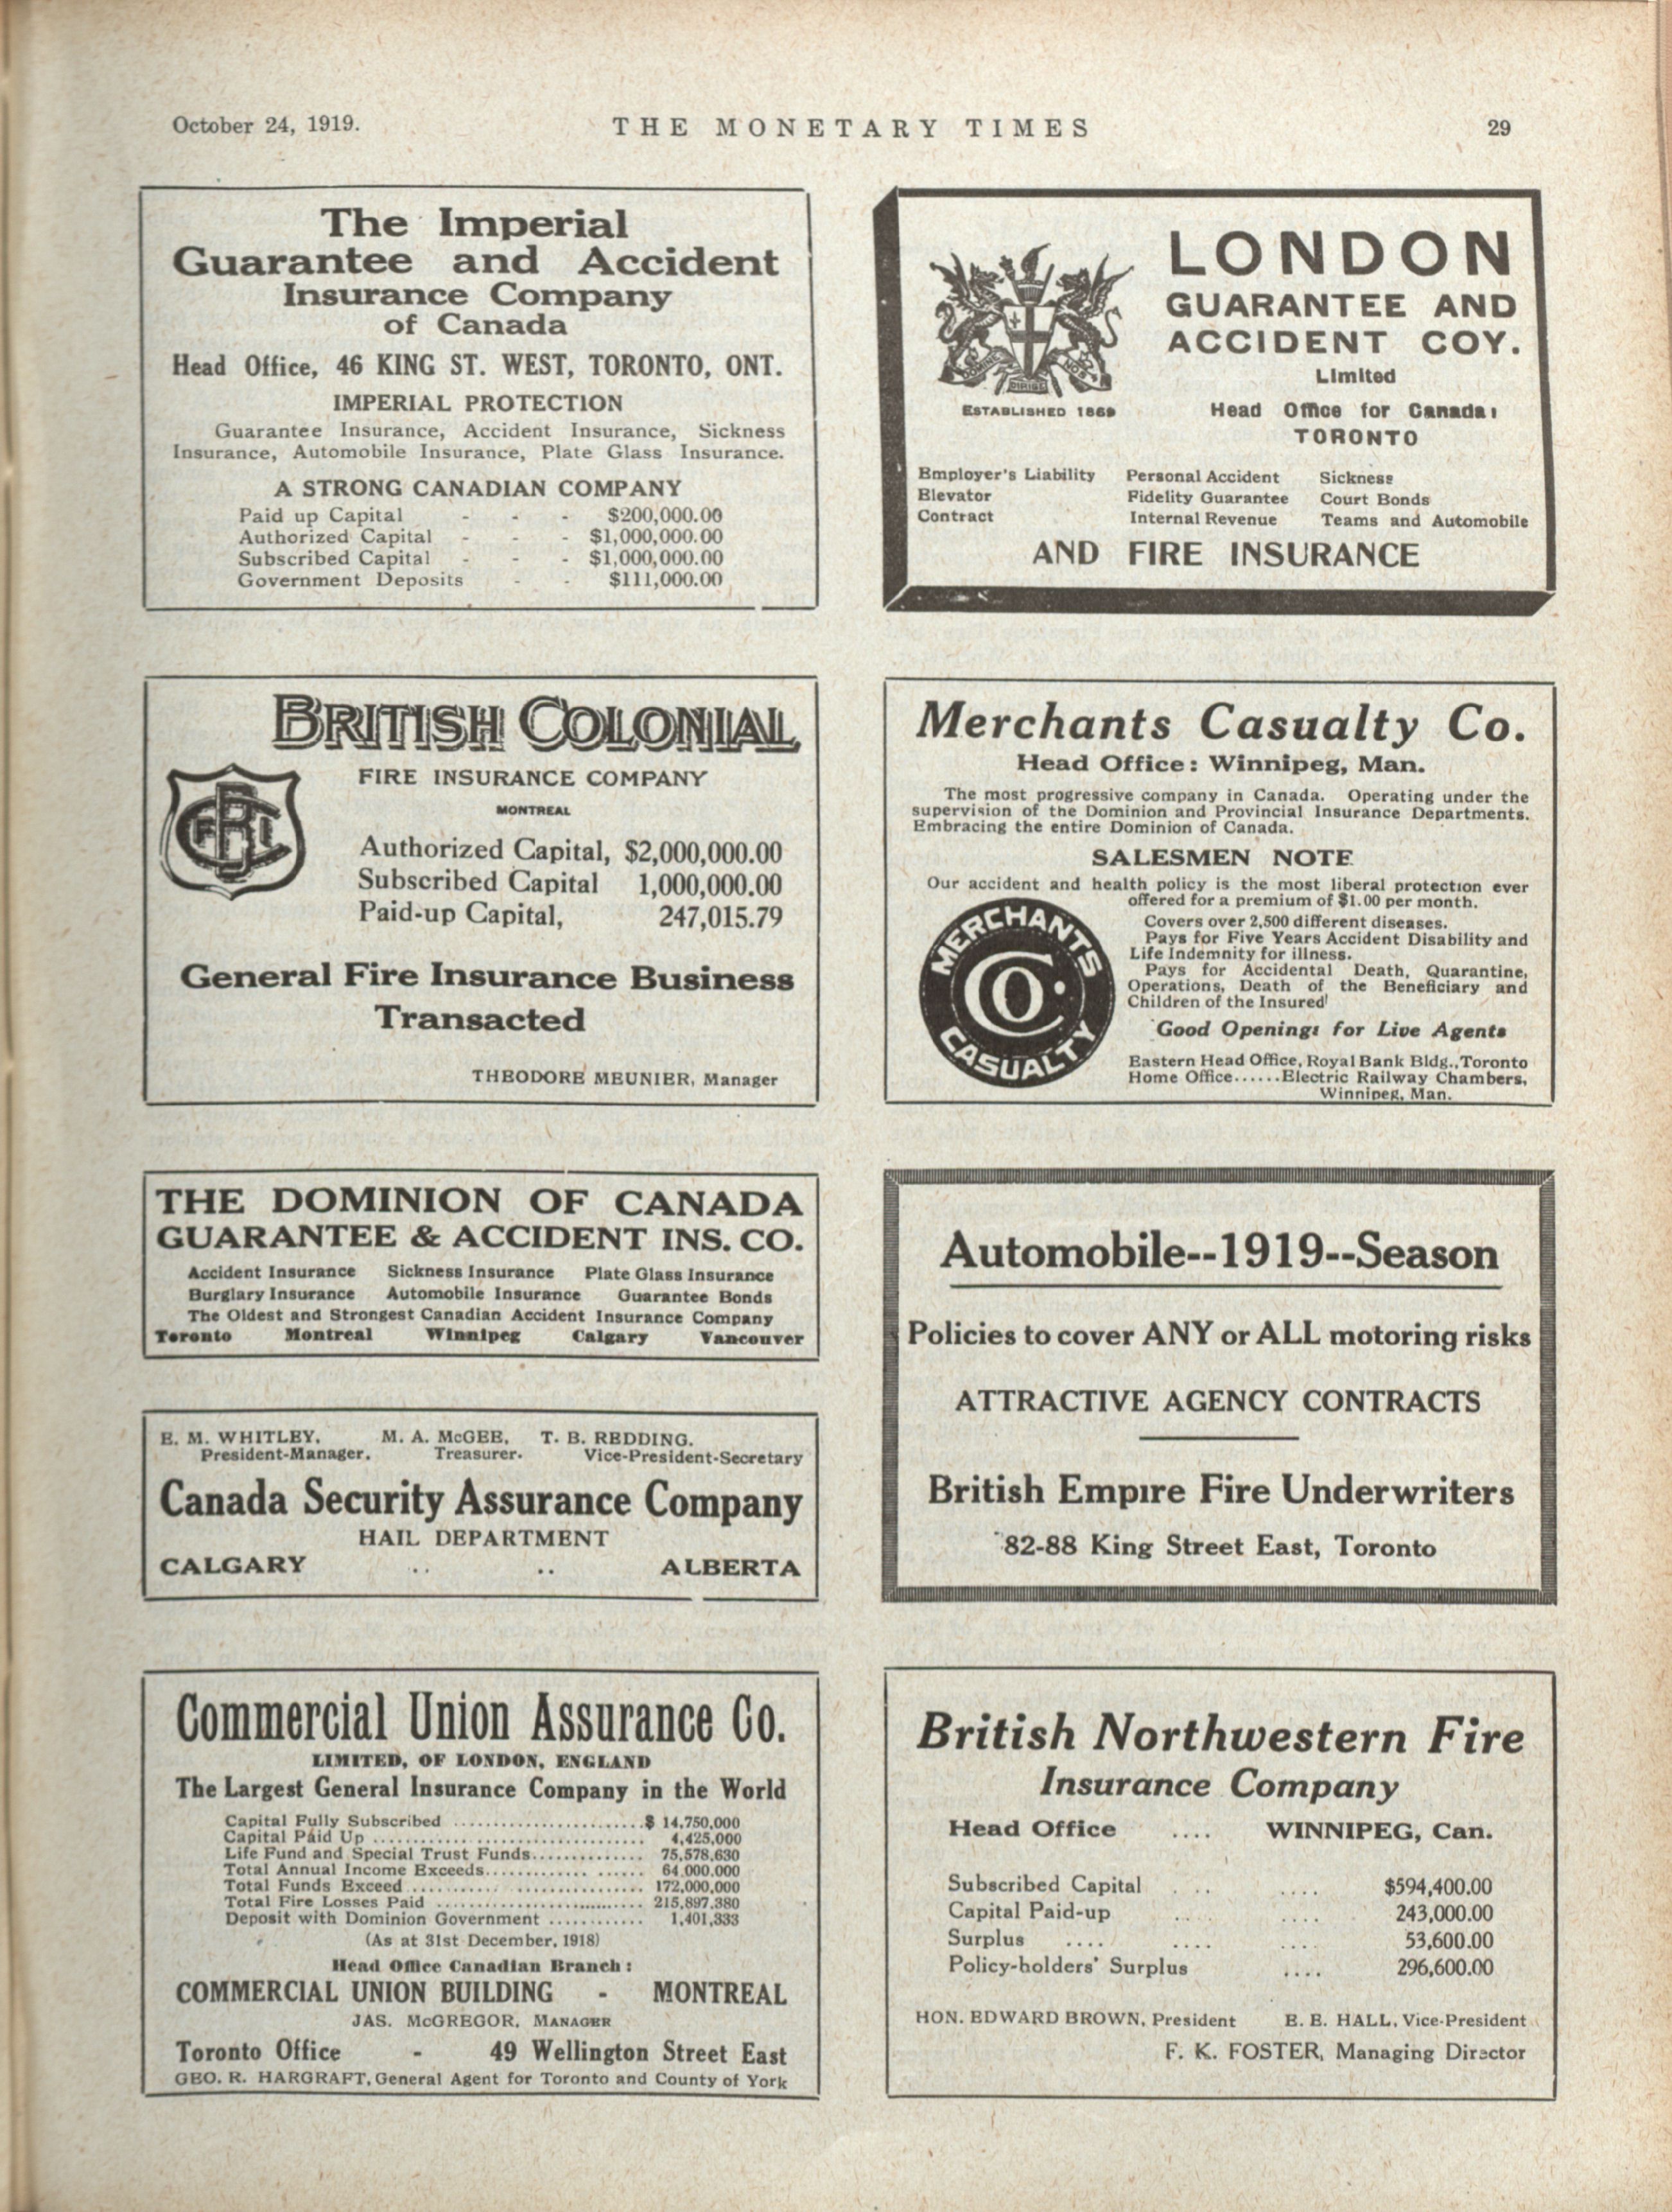 October 24, 1919.
THE MONETARY TIMES
29
The Imperial
Guarantee and Accident
Insurance Company
of Canada
Head Office, 46 KING ST. WEST, TORONTO, ONT.
IMPERIAL PROTECTION
Guarantee Insurance, Accident Insurance, Sickness
Insurance, Automobile Insurance, Plate Glass Insurance.
A STRONG CANADIAN COMPANY
Paid up Capital - - - $200,000.00
Authorized Capital - - - $1,000,000.00
Subscribed Capital - - - $1,000,000.00
Government Deposits - - $111,000.00
LONDON
GUARANTEE AND
ACCIDENT COY.
Limited
ESTABLISHED 1869
Head Office for Canada:
TORONTO
Employer's Liability Personal Accident Sickness
Elevator Fidelity Guarantee Court Bonds
Contract Internal Revenue Teams and Automobile
AND FIRE INSURANCE
BRITISH COLONIAL
FIRE INSURANCE COMPANY
MONTREAL
Authorized Capital, $2,000,000.00
Subscribed Capital 1,000,000.00
Paid-up Capital, 247,015.79
General Fire Insurance Business
Transacted
THEODORE MEUNIER, Manager
Merchants Casualty Co.
Head Office: Winnipeg, Man.
The most progressive company in Canada. Operating under the
supervision of the Dominion and Provincial Insurance Departments.
Embracing the entire Dominion of Canada.
SALESMEN NOTE
Our accident and health policy is the most liberal protection ever
offered for a premium of $1.00 per month.
Covers over 2,500 different diseases.
Pays for Five Years Accident Disability and
Life Indemnity for illness.
Pays for Accidental Death, Quarantine,
Operations, Death of the Beneficiary and
Children of the Insured
Good Openings for Live Agents
Eastern Head Office, Royal Bank Bldg., Toronto
Home Office......Electric Railway Chambers,
Winnipeg, Man.
MERCHANTS
CO.
CASUALTY
THE DOMINION OF CANADA
GUARANTEE & ACCIDENT INS. CO.
Accident Insurance Sickness Insurance Plate Glass Insurance
Burglary Insurance Automobile Insurance Guarantee Bonds
The Oldest and Strongest Canadian Accident Insurance Company
Toronto Montreal Winnipeg Calgary Vancouver
Automobile--1919--Season
Policies to cover ANY or ALL motoring risks
ATTRACTIVE AGENCY CONTRACTS
British Empire Fire Underwriters
82-88 King Street East, Toronto
E. M. WHITLEY, M. A. McGEE, T. B. REDDING.
President-Manager. Treasurer. Vice-President-Secretary
Canada Security Assurance Company
HAIL DEPARTMENT
CALGARY .. .. ALBERTA
Commercial Union Assurance Co.
LIMITED, OF LONDON, ENGLAND
The Largest General Insurance Company in the World
Capital Fully Subscribed ........................$ 14,750,000
Capital Paid Up .................................. 4,425,000
Life Fund and Special Trust Funds.............. 75,578,630
Total Annual Income Exceeds.................... 64,000,000
Total Funds Exceed ............................. 172,000,000
Total Fire Losses Paid .......................... 215,897,380
Deposit with Dominion Government ............ 1,401,333
(As at 31st December, 1918)
Head Office Canadian Branch:
COMMERCIAL UNION BUILDING - MONTREAL
JAS. McGREGOR, MANAGER
Toronto Office - 49 Wellington Street East
GEO. R. HARGRAFT, General Agent for Toronto and County of York
British Northwestern Fire
Insurance Company
Head Office .... WINNIPEG, Can.
Subscribed Capital .... .... $594,400.00
Capital Paid-up .... .... 243,000.00
Surplus .... .... .... 53,600.00
Policy-holders' Surplus .... 296,600.00
HON. EDWARD BROWN, President E. E. HALL, Vice-President
F. K. FOSTER, Managing Director